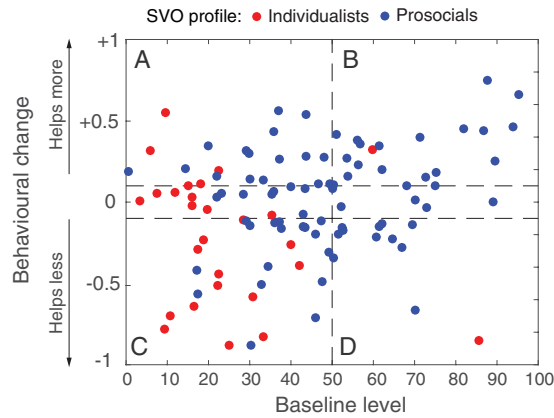 SVO profile: Individualists Prosocials
Behavioural change
Helps more
Helps less
+1
+0.5
0
-0.5
-1
A
B
C
D
0 10 20 30 40 50 60 70 80 90 100
Baseline level